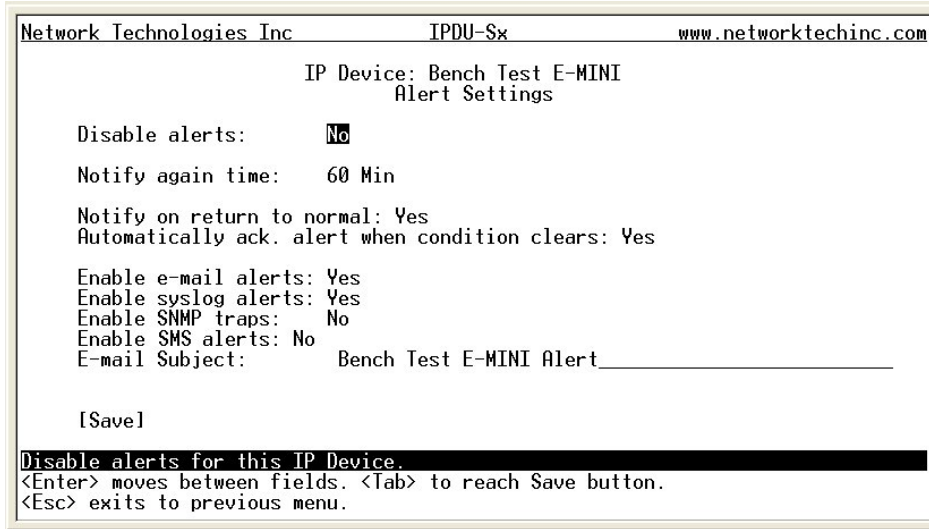 Network Technologies Inc IPDU-Sx www.networktechinc.com
IP Device: Bench Test E-MINI
Alert Settings
Disable alerts: No
Notify again time: 60 Min
Notify on return to normal: Yes
Automatically ack. alert when condition clears: Yes
Enable e-mail alerts: Yes
Enable syslog alerts: Yes
Enable SNMP traps: No
Enable SMS alerts: No
E-mail Subject: Bench Test E-MINI Alert
[Save]
Disable alerts for this IP Device.
<Enter> moves between fields. <Tab> to reach Save button.
<Esc> exits to previous menu.